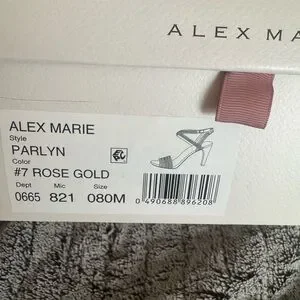 ALEX MA
ALEX MARIE
Style
PARLYN
Color
#7 ROSE GOLD
Dept Mic Size
0665 821 080M
0 490688 896208